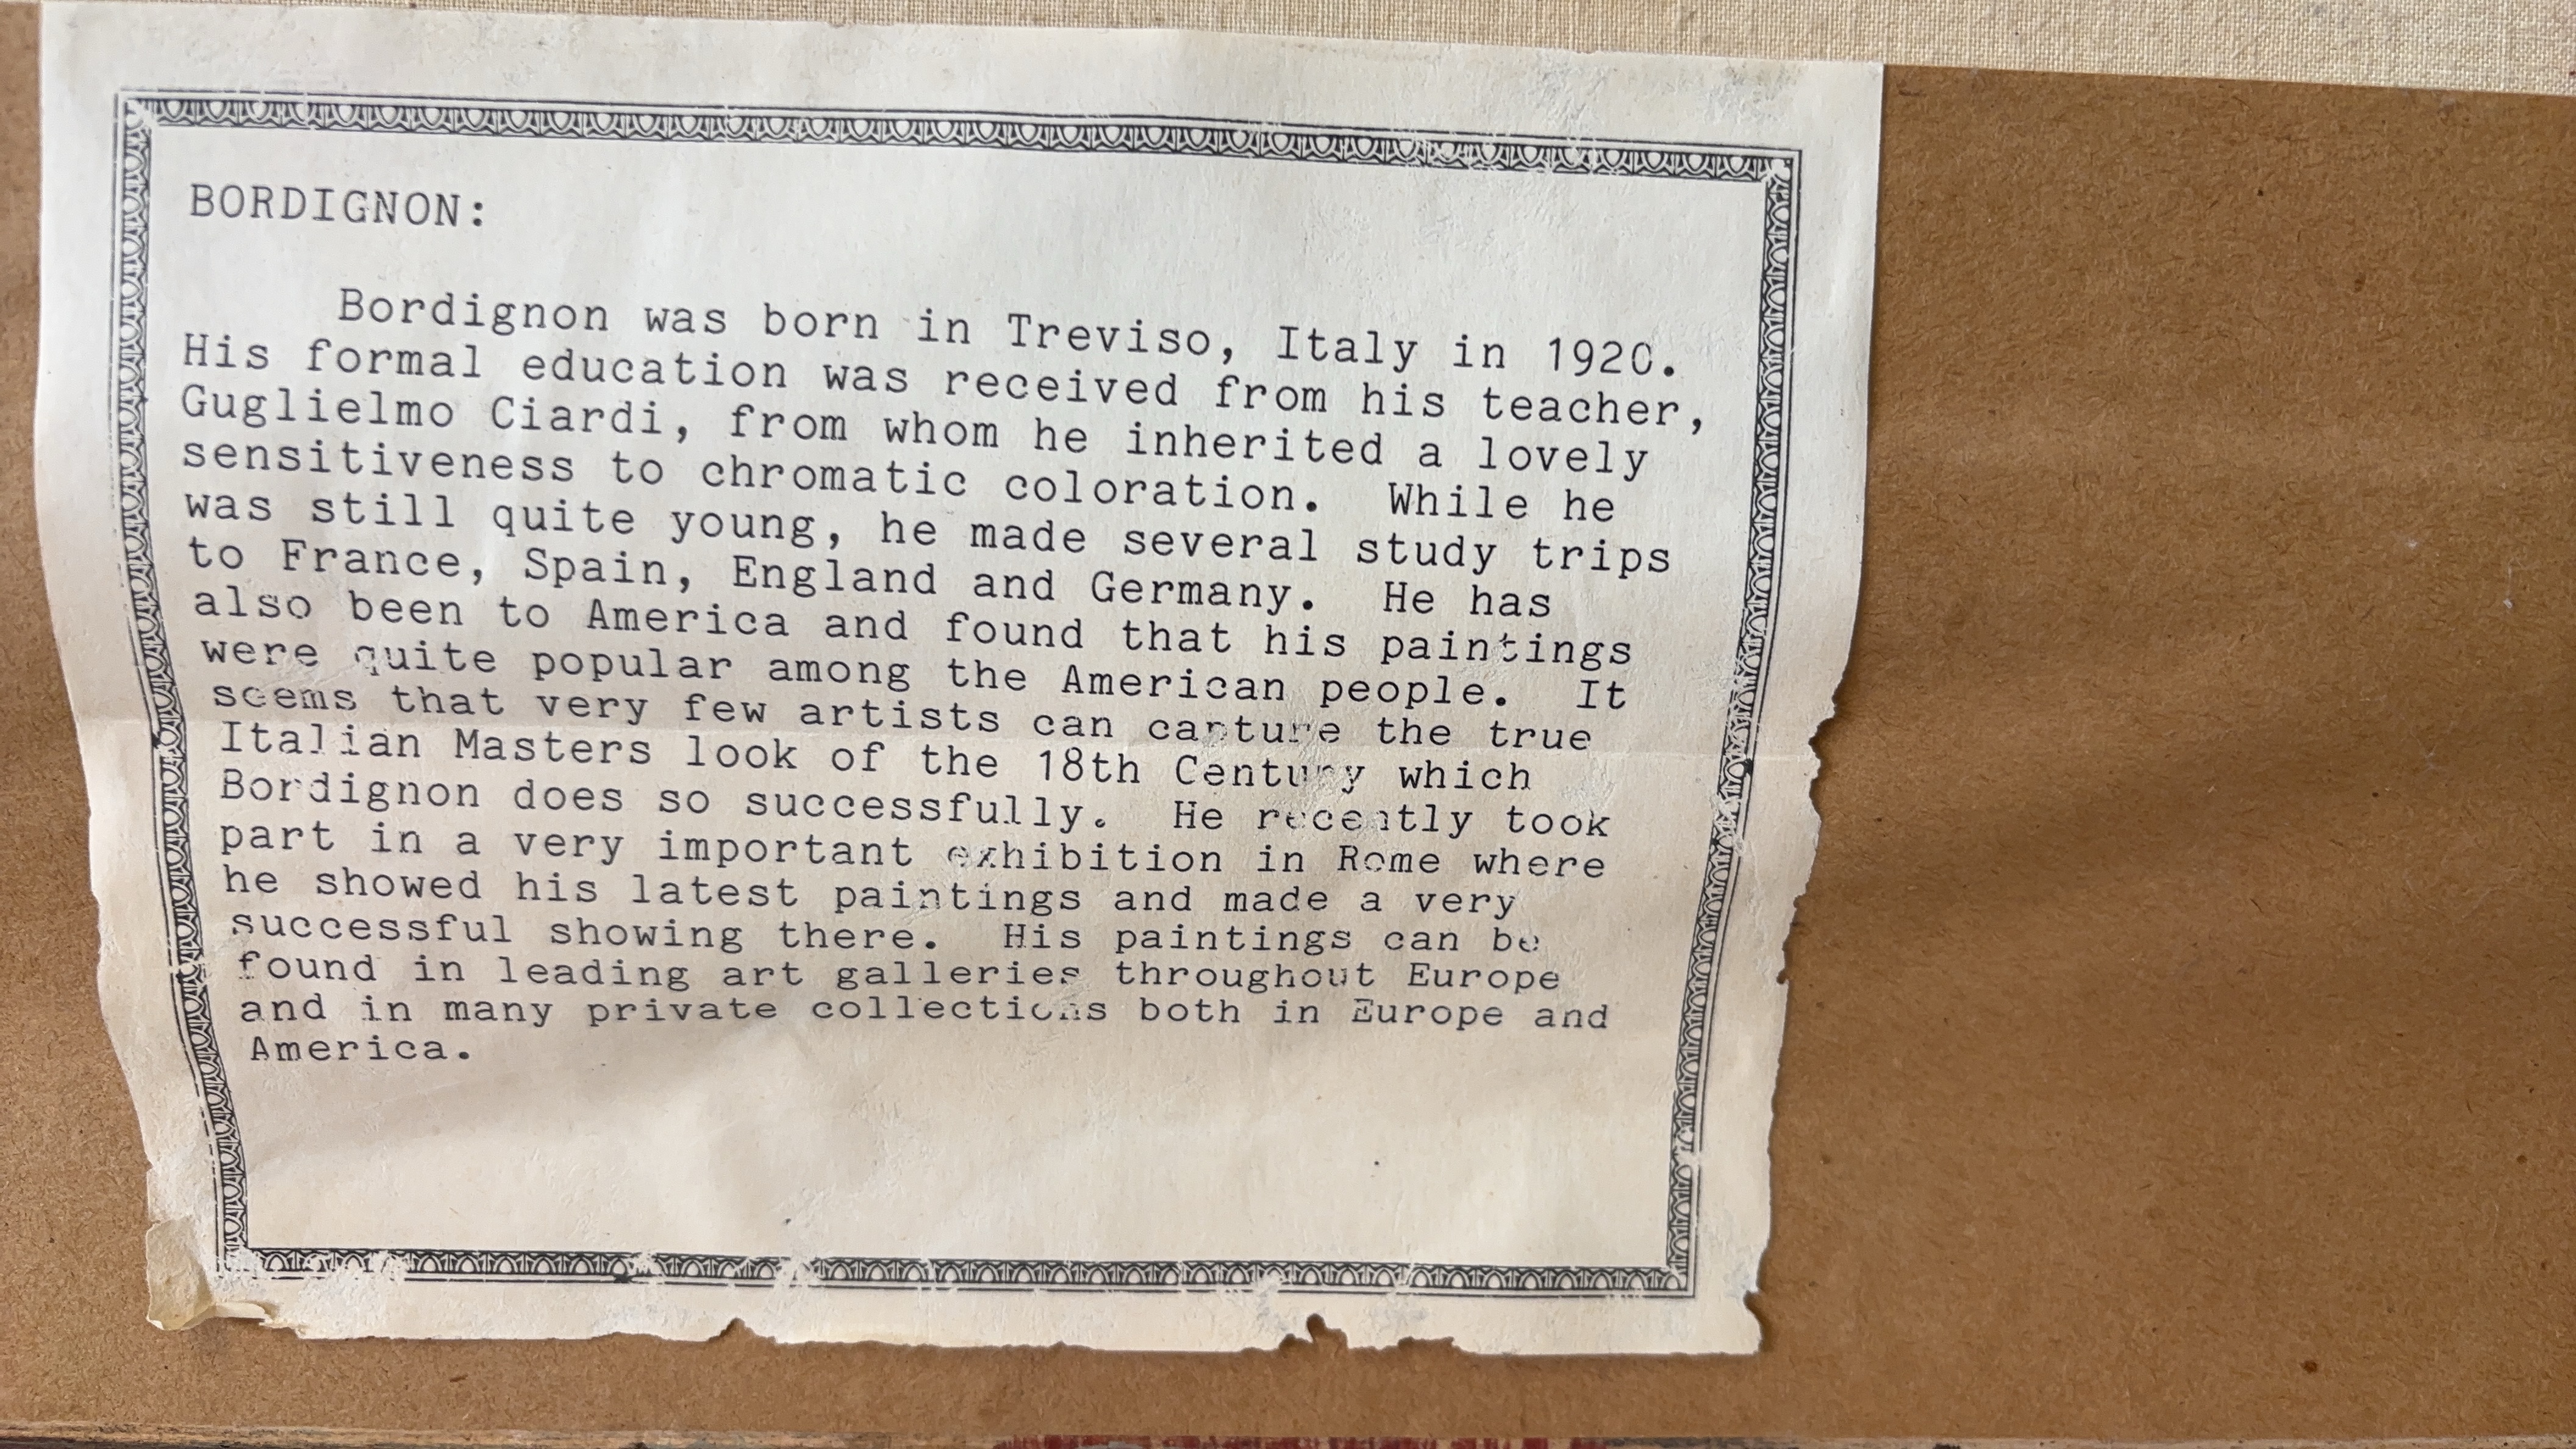 BORDIGNON:
Bordignon was born in Treviso, Italy in 1920.
His formal education was received from his teacher,
Guglielmo Ciardi, from whom he inherited a lovely
sensitiveness to chromatic coloration. While he
was still quite young, he made several study trips
to France, Spain, England and Germany. He has
also been to America and found that his paintings
were quite popular among the American people. It
seems that very few artists can capture the true
Italian Masters look of the 18th Century which
Bordignon does so successfully. He recently took
part in a very important exhibition in Rome where
he showed his latest paintings and made a very
successful showing there. His paintings can be
found in leading art galleries throughout Europe
and in many private collections both in Europe and
America.